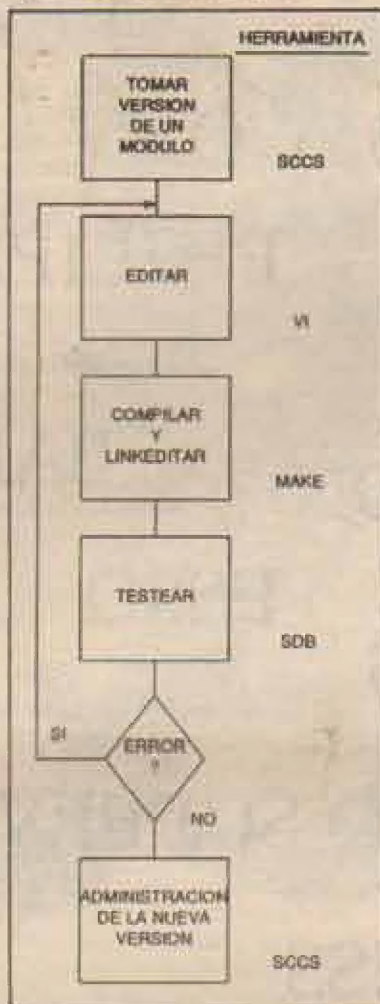 HERRAMIENTA
TOMAR
VERSION
DE UN
MODULO
SCCS
EDITAR
VI
COMPILAR
Y
LINKEDITAR
MAKE
TESTEAR
SDB
SI
ERROR
?
NO
ADMINISTRACION
DE LA NUEVA
VERSION
SCCS